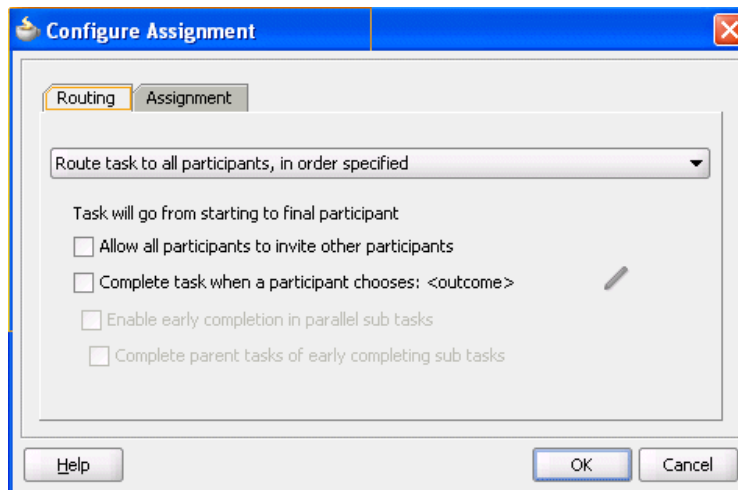 Configure Assignment
Routing Assignment
Route task to all participants, in order specified
Task will go from starting to final participant
Allow all participants to invite other participants
Complete task when a participant chooses: <outcome>
Enable early completion in parallel sub tasks
Complete parent tasks of early completing sub tasks
Help OK Cancel